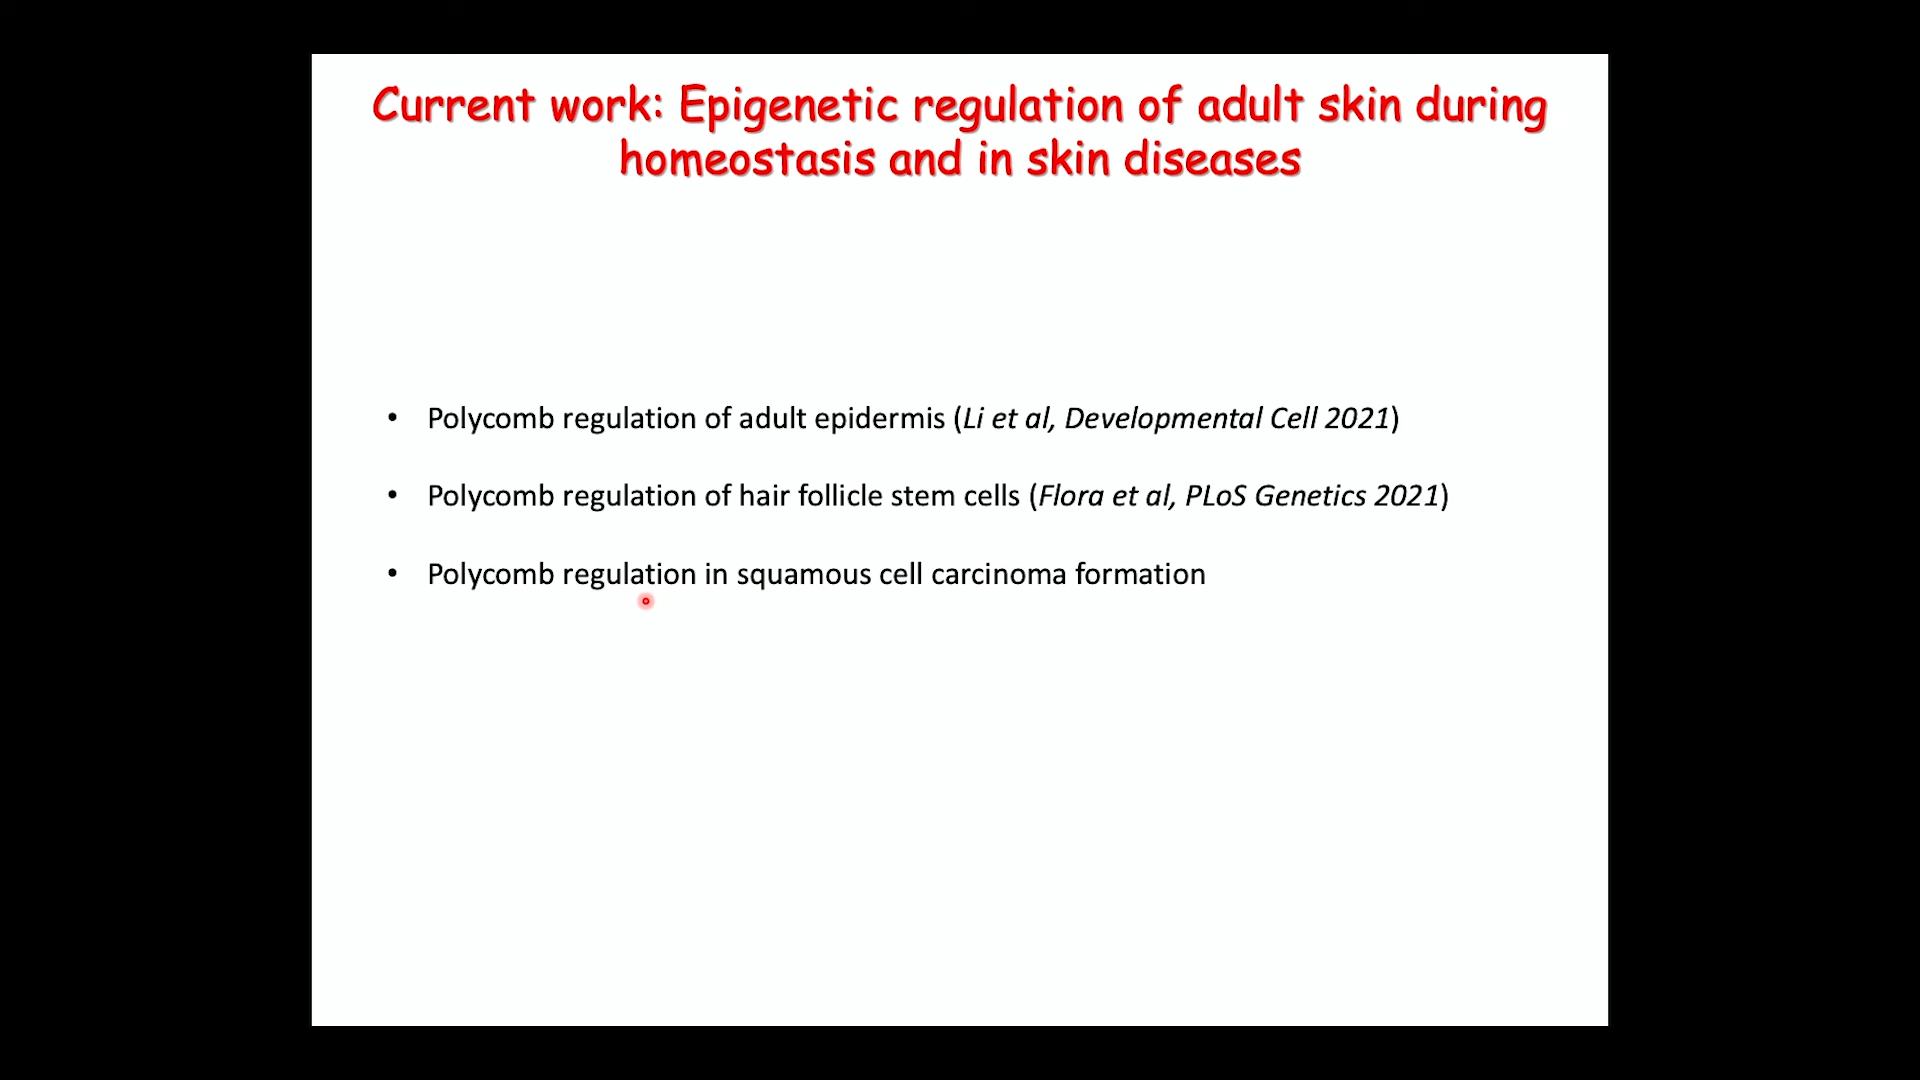 Current work: Epigenetic regulation of adult skin during
homeostasis and in skin diseases
• Polycomb regulation of adult epidermis (Li et al, Developmental Cell 2021)
• Polycomb regulation of hair follicle stem cells (Flora et al, PLoS Genetics 2021)
• Polycomb regulation in squamous cell carcinoma formation